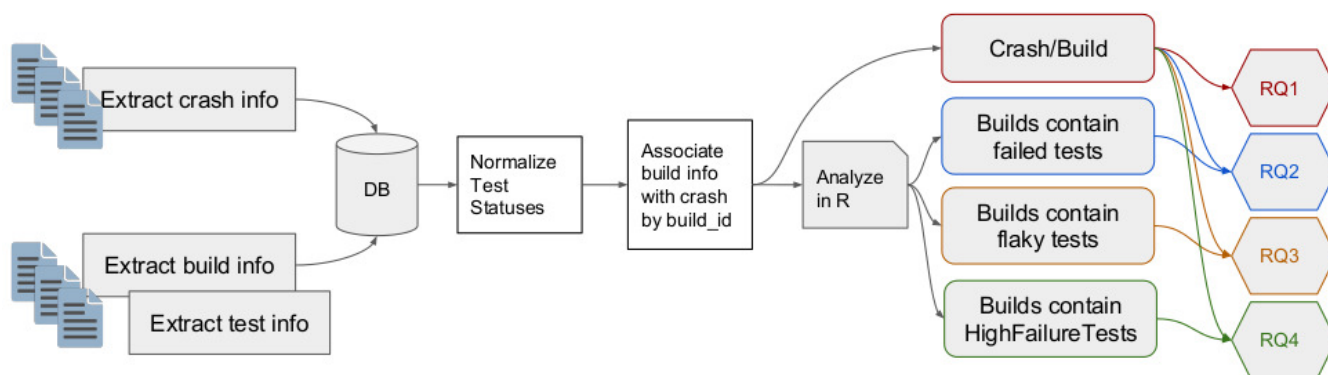 Extract crash info
Extract build info
Extract test info
DB
Normalize
Test
Statuses
Associate
build info
with crash
by build_id
Analyze
in R
Crash/Build
Builds contain
failed tests
Builds contain
flaky tests
Builds contain
HighFailureTests
RQ1
RQ2
RQ3
RQ4